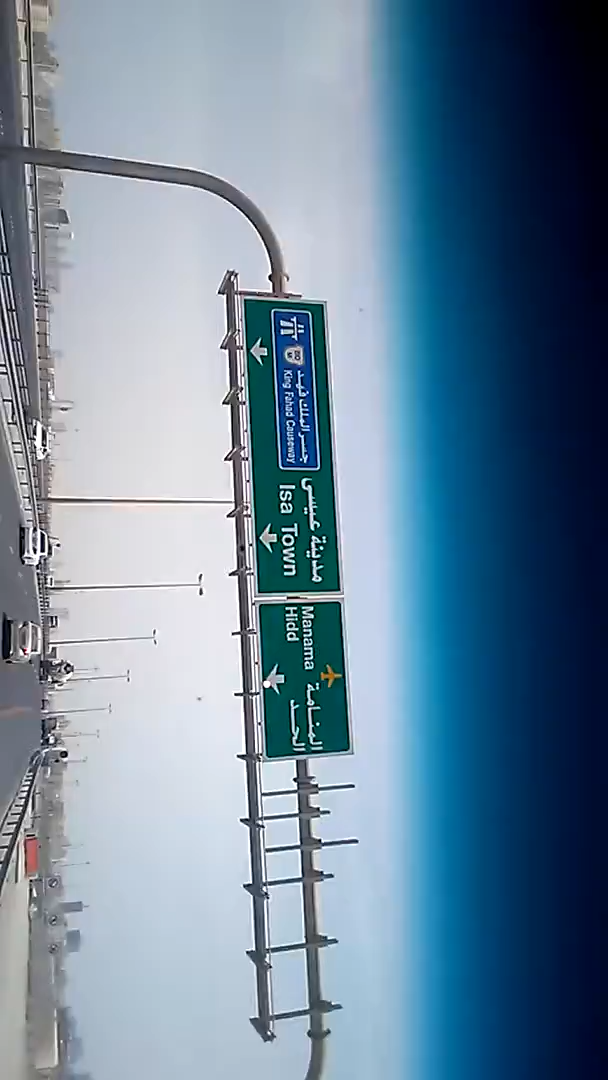 جسر الملك فهد
King Fahad Causeway
مدينة عيسى
Isa Town
Manama المنامة
Hidd الحد